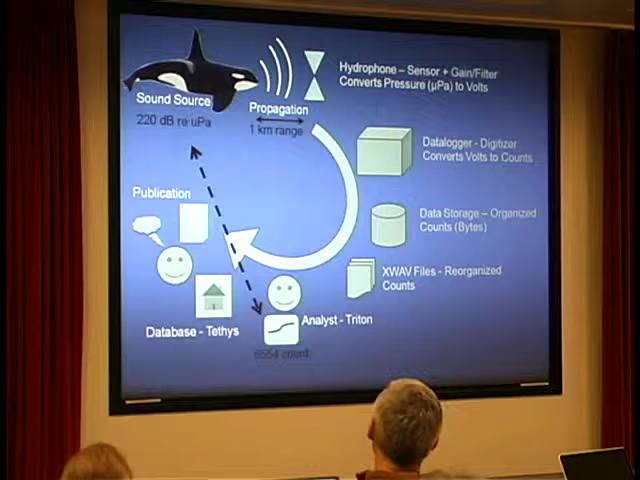 Hydrophone – Sensor + Gain/Filter
Converts Pressure (µPa) to Volts
Sound Source
220 dB re uPa
Propagation
1 km range
Datalogger - Digitizer
Converts Volts to Counts
Publication
Data Storage – Organized
Counts (Bytes)
XWAV Files - Reorganized
Counts
Database - Tethys
Analyst - Triton
6554 count